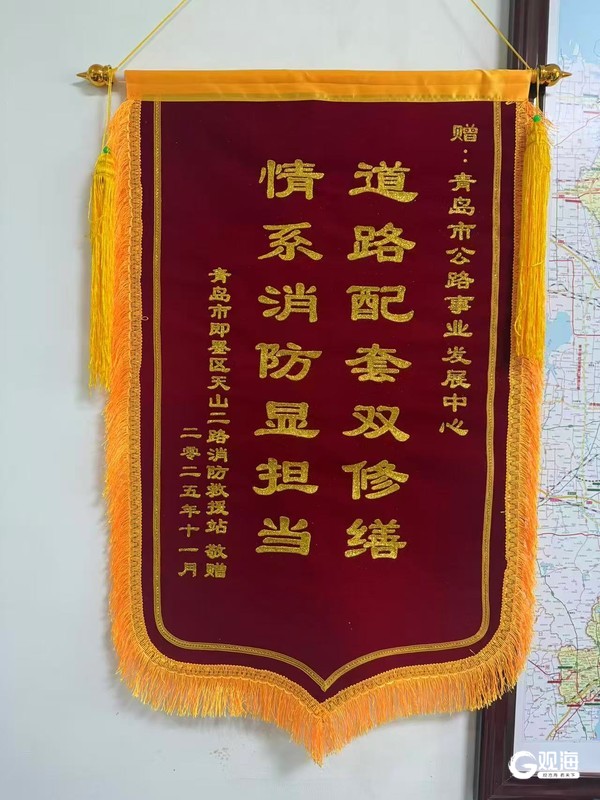 赠：青岛市公路事业发展中心
道路配套双修缮
情系消防显担当
青岛市即墨区天山二路消防救援站 敬赠
二零二五年十一月
观海